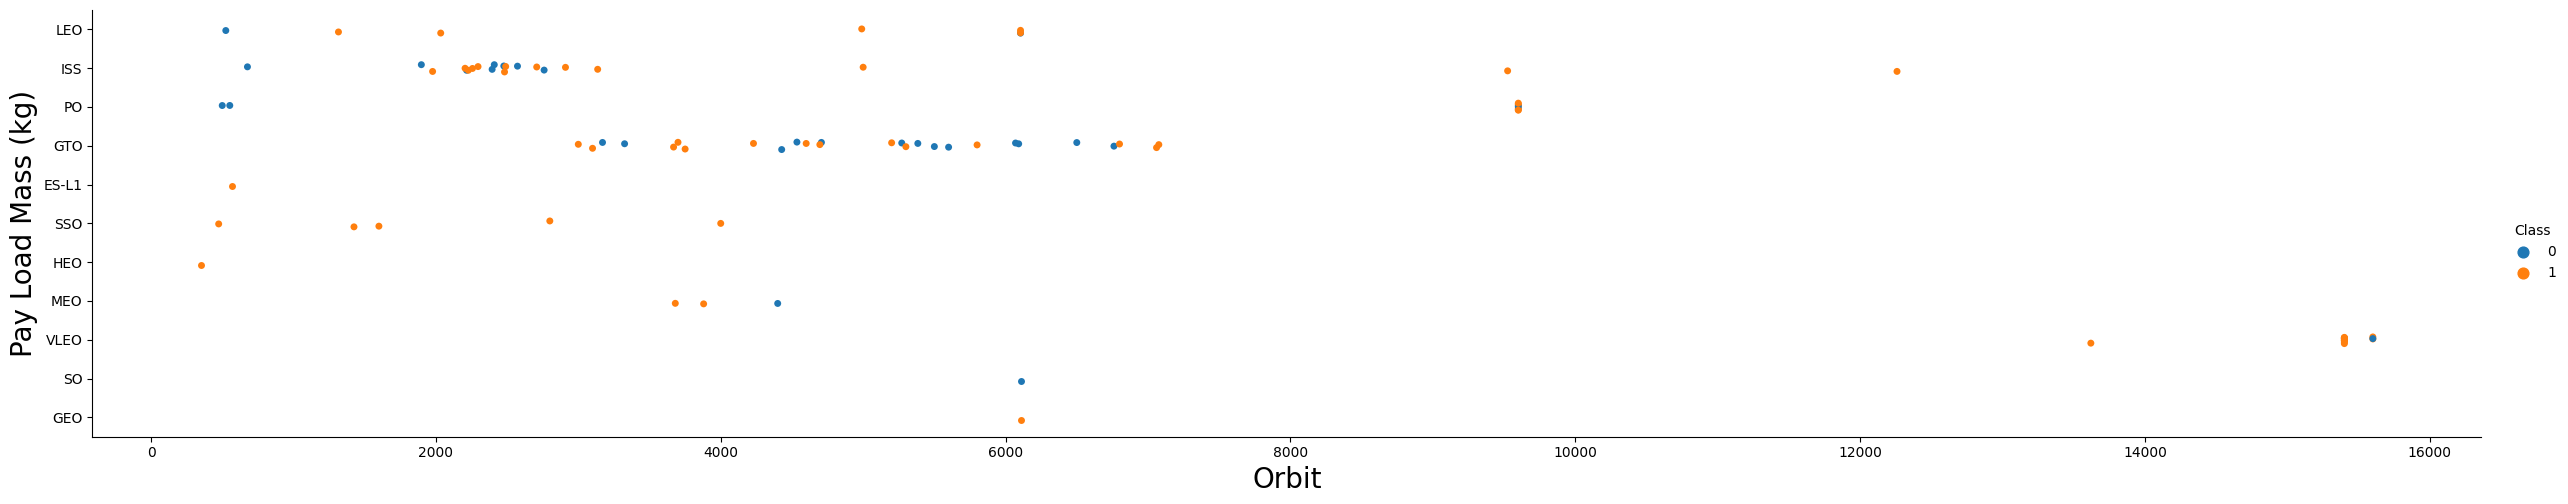 Pay Load Mass (kg)
LEO
ISS
PO
GTO
ES-L1
SSO
HEO
MEO
VLEO
SO
GEO
0 2000 4000 6000 8000 10000 12000 14000 16000
Orbit
Class
0
1